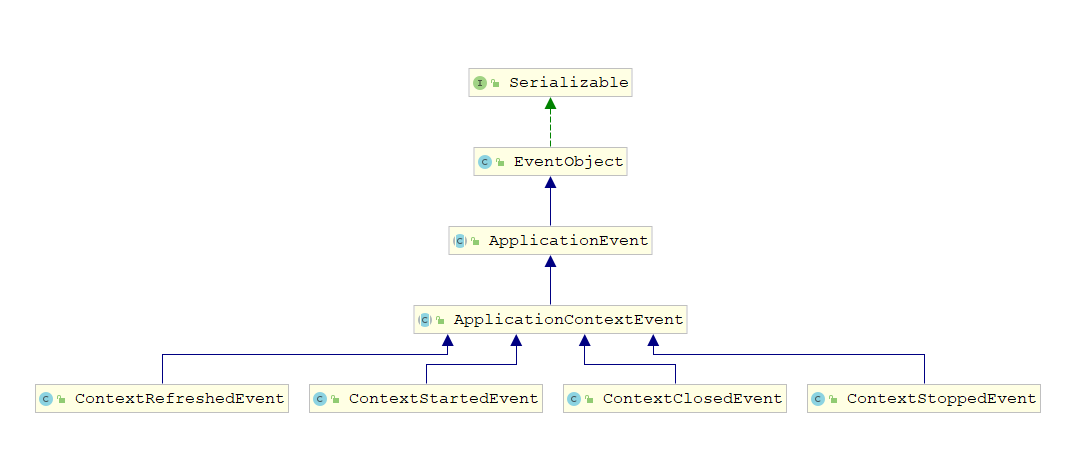 I Serializable
C EventObject
C ApplicationEvent
C ApplicationContextEvent
C ContextRefreshedEvent
C ContextStartedEvent
C ContextClosedEvent
C ContextStoppedEvent